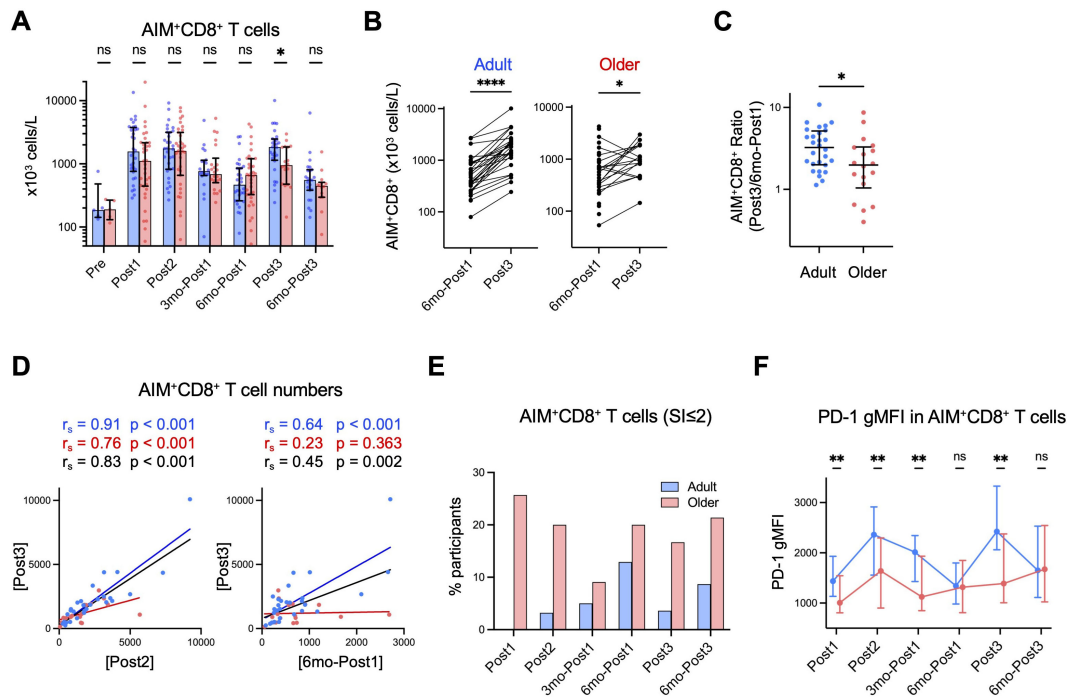 A
AIM⁺CD8⁺ T cells
ns ns ns ns ns * ns
x10³ cells/L
10000
1000
100
Pre
Post1
Post2
3mo-Post1
6mo-Post1
Post3
6mo-Post3
B
Adult
****
Older
*
AIM⁺CD8⁺ (x10³ cells/L)
10000
1000
100
6mo-Post1
Post3
10000
1000
100
6mo-Post1
Post3
C
*
AIM⁺CD8⁺ Ratio
(Post3/6mo-Post1)
10
1
Adult Older
D
AIM⁺CD8⁺ T cell numbers
rₛ = 0.91 p < 0.001
rₛ = 0.76 p < 0.001
rₛ = 0.83 p < 0.001
[Post3]
10000
5000
0
0 5000 10000
[Post2]
rₛ = 0.64 p < 0.001
rₛ = 0.23 p = 0.363
rₛ = 0.45 p = 0.002
[Post3]
10000
5000
0
0 1000 2000 3000
[6mo-Post1]
E
AIM⁺CD8⁺ T cells (SI≤2)
Adult
Older
% participants
30
20
10
0
Post1
Post2
3mo-Post1
6mo-Post1
Post3
6mo-Post3
F
PD-1 gMFI in AIM⁺CD8⁺ T cells
** ** ** ns ** ns
PD-1 gMFI
3000
2000
1000
Post1
Post2
3mo-Post1
6mo-Post1
Post3
6mo-Post3